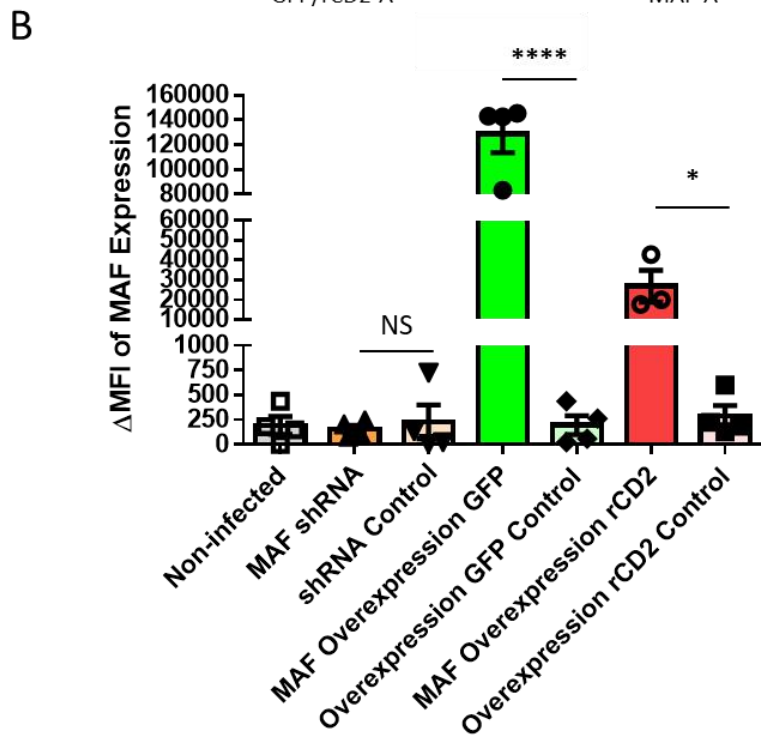 B
****
160000
140000
120000
100000
80000
60000
50000
40000
30000
20000
10000
1000
750
500
250
0
ΔMFI of MAF Expression
*
NS
Non-infected
MAF shRNA
shRNA Control
MAF Overexpression GFP
Overexpression GFP Control
MAF Overexpression rCD2
Overexpression rCD2 Control